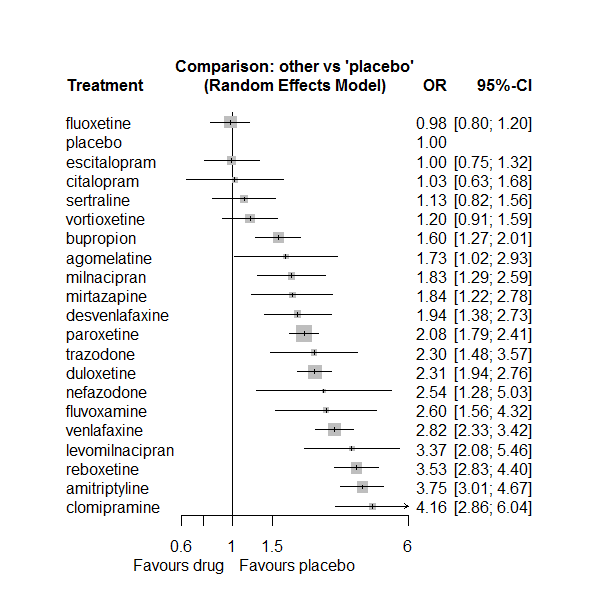 Comparison: other vs 'placebo'
Treatment (Random Effects Model) OR 95%-CI
fluoxetine 0.98 [0.80; 1.20]
placebo 1.00
escitalopram 1.00 [0.75; 1.32]
citalopram 1.03 [0.63; 1.68]
sertraline 1.13 [0.82; 1.56]
vortioxetine 1.20 [0.91; 1.59]
bupropion 1.60 [1.27; 2.01]
agomelatine 1.73 [1.02; 2.93]
milnacipran 1.83 [1.29; 2.59]
mirtazapine 1.84 [1.22; 2.78]
desvenlafaxine 1.94 [1.38; 2.73]
paroxetine 2.08 [1.79; 2.41]
trazodone 2.30 [1.48; 3.57]
duloxetine 2.31 [1.94; 2.76]
nefazodone 2.54 [1.28; 5.03]
fluvoxamine 2.60 [1.56; 4.32]
venlafaxine 2.82 [2.33; 3.42]
levomilnacipran 3.37 [2.08; 5.46]
reboxetine 3.53 [2.83; 4.40]
amitriptyline 3.75 [3.01; 4.67]
clomipramine 4.16 [2.86; 6.04]
0.6 1 1.5 6
Favours drug Favours placebo